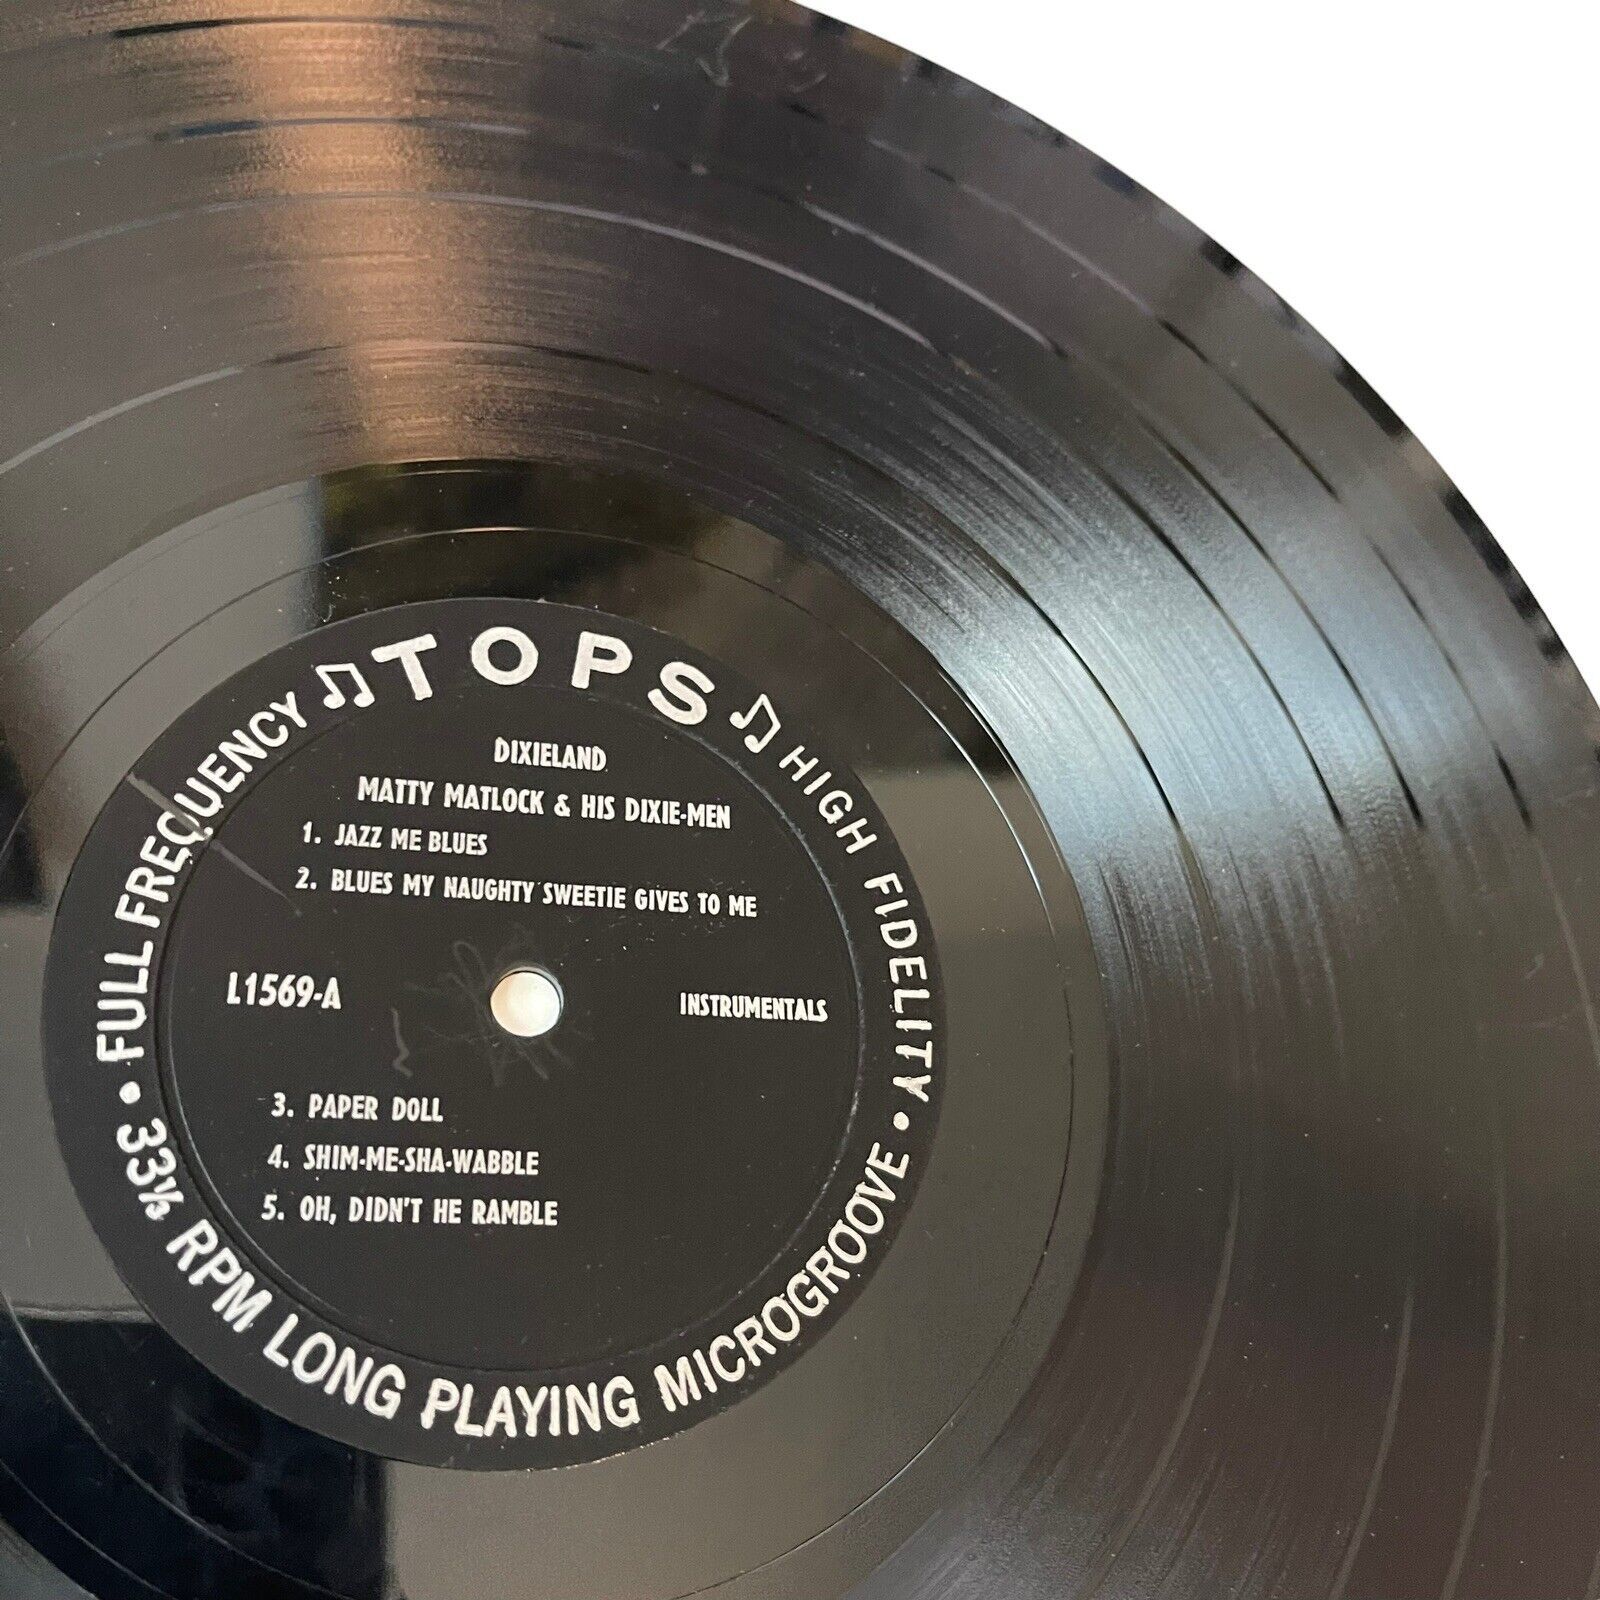 TOPS
DIXIELAND
MATTY MATLOCK & HIS DIXIE-MEN
1. JAZZ ME BLUES
2. BLUES MY NAUGHTY SWEETIE GIVES TO ME
L1569-A
INSTRUMENTALS
3. PAPER DOLL
4. SHIM-ME-SHA-WABBLE
5. OH, DIDN'T HE RAMBLE
HIGH FIDELITY • 33⅓ RPM LONG PLAYING MICROGROOVE • FULL FREQUENCY